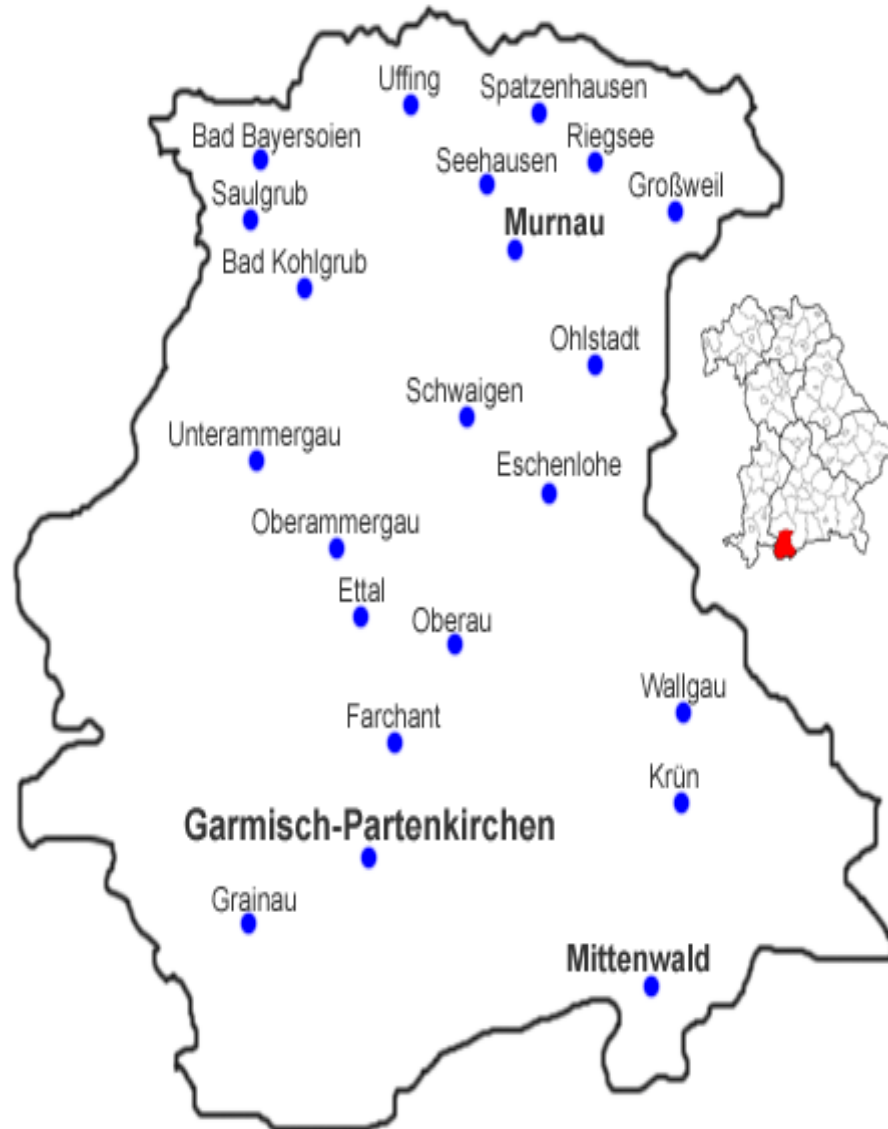 Uffing
Spatzenhausen
Bad Bayersoien
Riegsee
Seehausen
Großweil
Saulgrub
Murnau
Bad Kohlgrub
Ohlstadt
Schwaigen
Unterammergau
Eschenlohe
Oberammergau
Ettal
Oberau
Wallgau
Farchant
Krün
Garmisch-Partenkirchen
Grainau
Mittenwald